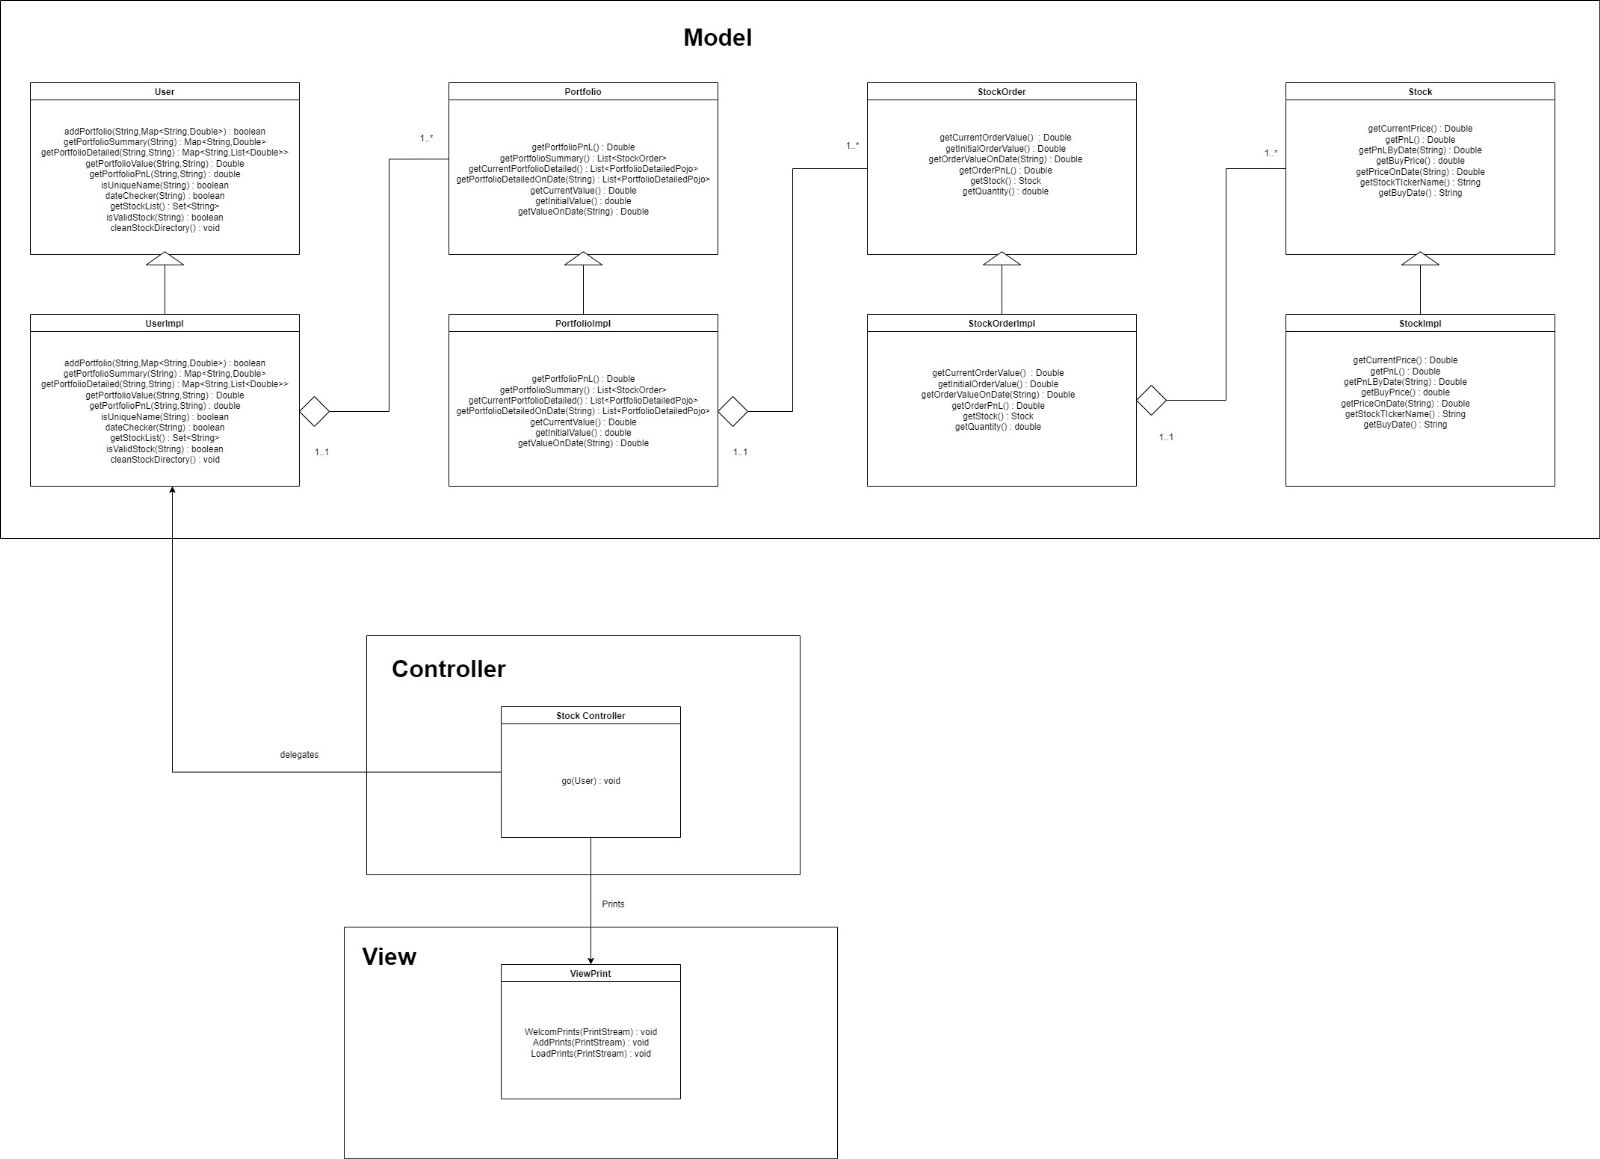 Model
User
addPortfolio(String,Map<String,Double>) : boolean
getPortfolioSummary(String) : Map<String,Double>
getPortfolioDetailed(String,String) : Map<String,List<Double>>
getPortfolioValue(String,String) : Double
getPortfolioPnL(String,String) : double
isUniqueName(String) : boolean
dateChecker(String) : boolean
getStockList() : Set<String>
isValidStock(String) : boolean
cleanStockDirectory() : void
1..*
Portfolio
getPortfolioPnL() : Double
getPortfolioSummary() : List<StockOrder>
getCurrentPortfolioDetailed() : List<PortfolioDetailedPojo>
getPortfolioDetailedOnDate(String) : List<PortfolioDetailedPojo>
getCurrentValue() : Double
getInitialValue() : double
getValueOnDate(String) : Double
1..*
StockOrder
getCurrentOrderValue() : Double
getInitialOrderValue() : Double
getOrderValueOnDate(String) : Double
getOrderPnL() : Double
getStock() : Stock
getQuantity() : double
1..*
Stock
getCurrentPrice() : Double
getPnL() : Double
getPnLByDate(String) : Double
getBuyPrice() : double
getPriceOnDate(String) : Double
getStockTIckerName() : String
getBuyDate() : String
UserImpl
addPortfolio(String,Map<String,Double>) : boolean
getPortfolioSummary(String) : Map<String,Double>
getPortfolioDetailed(String,String) : Map<String,List<Double>>
getPortfolioValue(String,String) : Double
getPortfolioPnL(String,String) : double
isUniqueName(String) : boolean
dateChecker(String) : boolean
getStockList() : Set<String>
isValidStock(String) : boolean
cleanStockDirectory() : void
1..1
PortfolioImpl
getPortfolioPnL() : Double
getPortfolioSummary() : List<StockOrder>
getCurrentPortfolioDetailed() : List<PortfolioDetailedPojo>
getPortfolioDetailedOnDate(String) : List<PortfolioDetailedPojo>
getCurrentValue() : Double
getInitialValue() : double
getValueOnDate(String) : Double
1..1
StockOrderImpl
getCurrentOrderValue() : Double
getInitialOrderValue() : Double
getOrderValueOnDate(String) : Double
getOrderPnL() : Double
getStock() : Stock
getQuantity() : double
1..1
StockImpl
getCurrentPrice() : Double
getPnL() : Double
getPnLByDate(String) : Double
getBuyPrice() : double
getPriceOnDate(String) : Double
getStockTIckerName() : String
getBuyDate() : String
Controller
Stock Controller
go(User) : void
delegates
Prints
View
ViewPrint
WelcomPrints(PrintStream) : void
AddPrints(PrintStream) : void
LoadPrints(PrintStream) : void